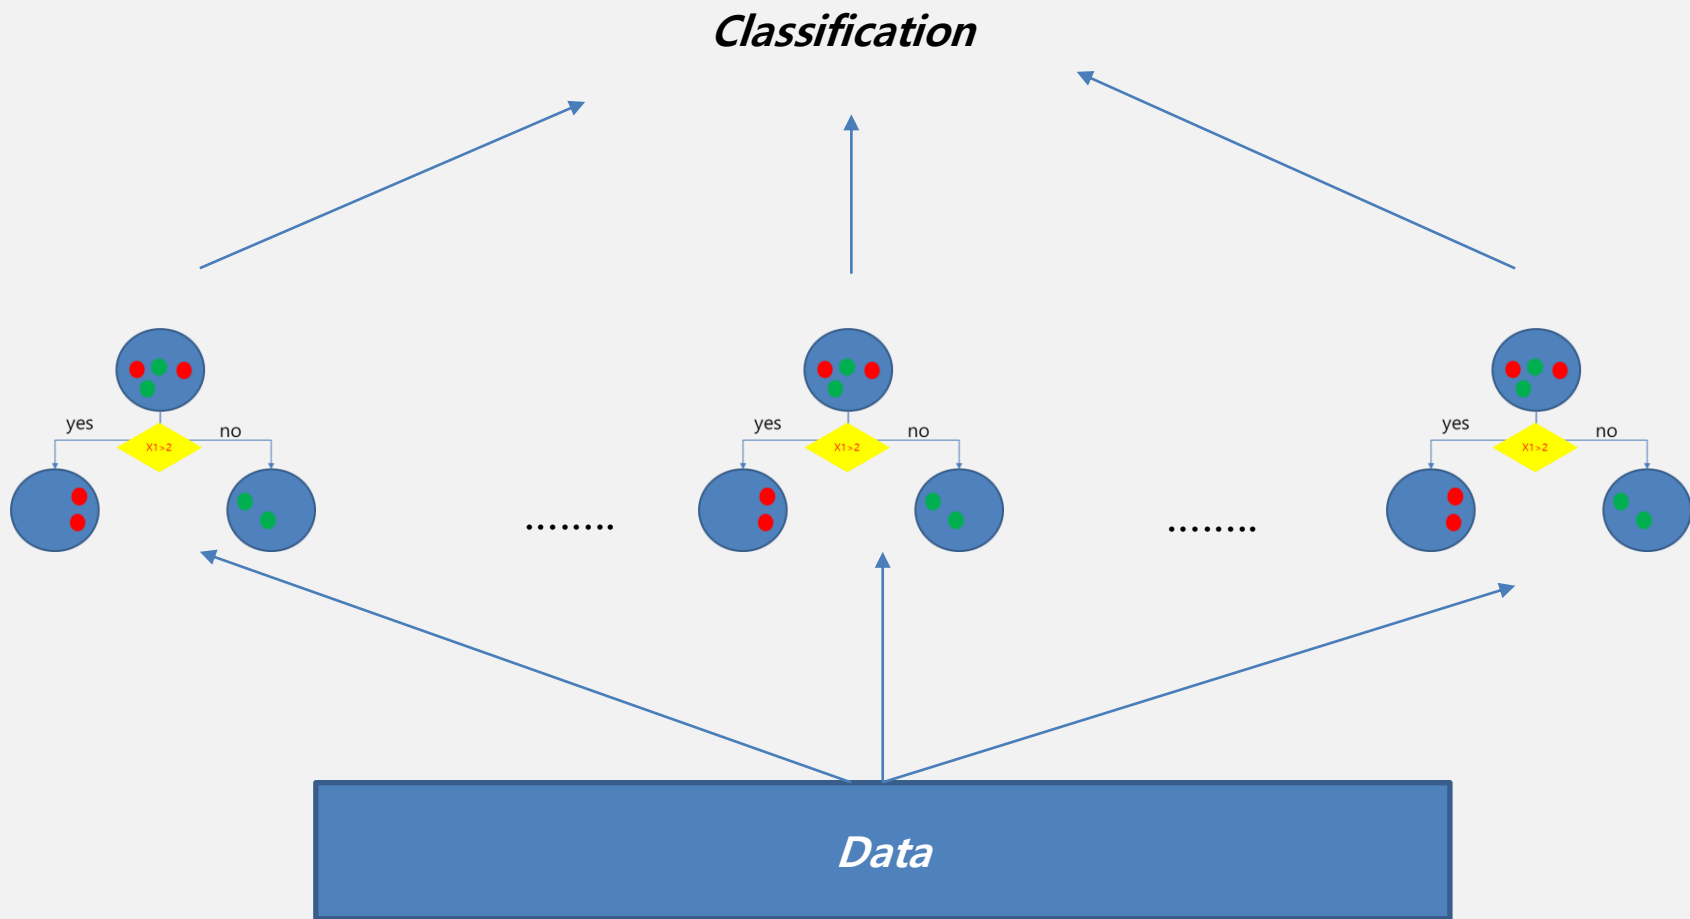 Classification
yes
no
X1>2
yes
no
X1>2
yes
no
X1>2
........
........
Data